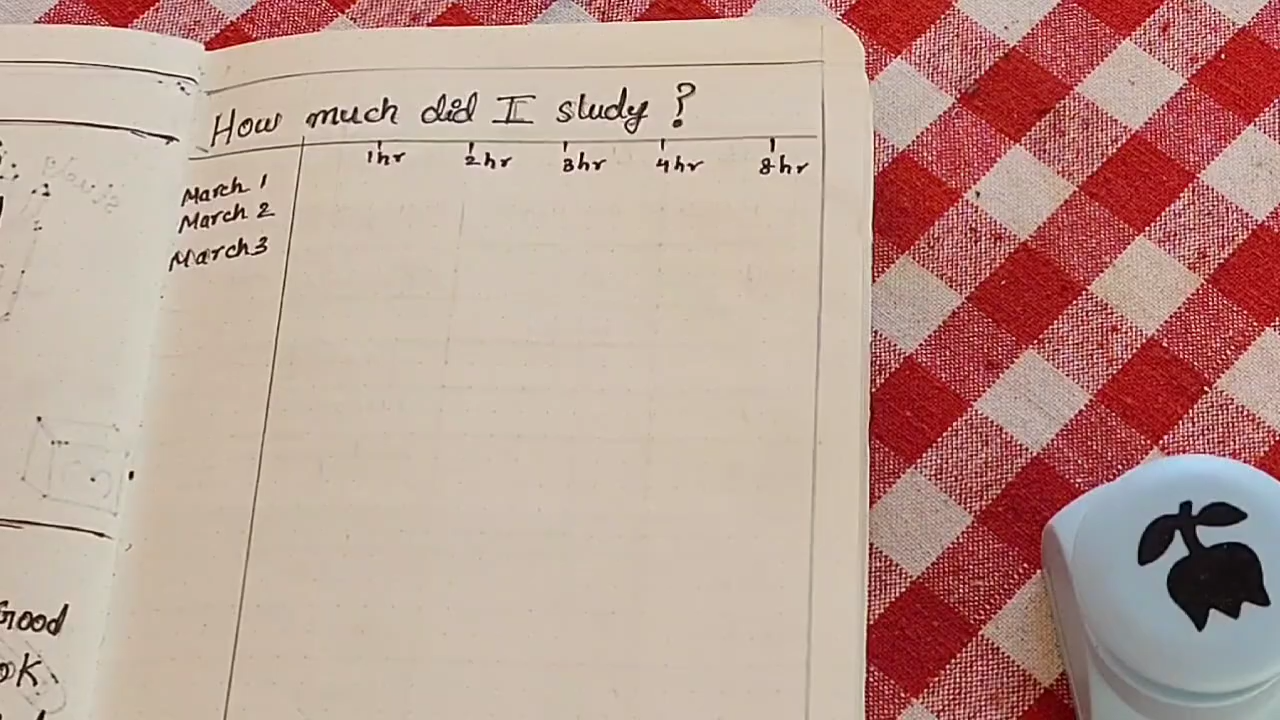 How much did I study ?
1hr 2hr 3hr 4hr 8hr
March 1
March 2
March 3
Good
OK